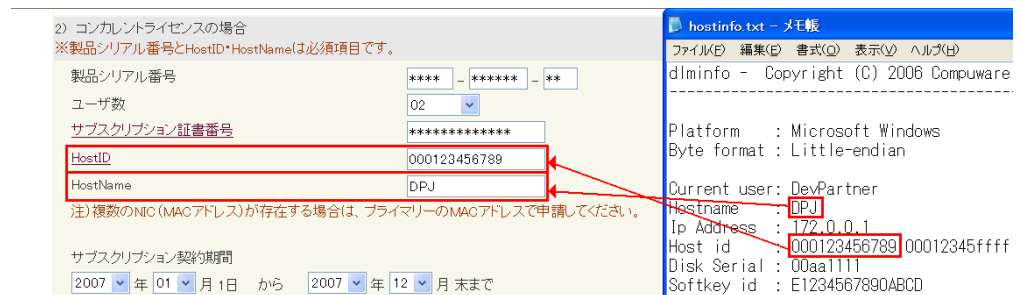 2) コンカレントライセンスの場合
※製品シリアル番号とHostID・HostNameは必須項目です。
製品シリアル番号 **** - ****** - **
ユーザ数 02
サブスクリプション証書番号 *************
HostID 000123456789
HostName DPJ
注)複数のNIC(MACアドレス)が存在する場合は、プライマリーのMACアドレスで申請してください。
サブスクリプション契約期間
2007 年 01 月 1日 から 2007 年 12 月 末まで
hostinfo.txt - メモ帳
ファイル(F) 編集(E) 書式(O) 表示(V) ヘルプ(H)
dlminfo - Copyright (C) 2006 Compuware
Platform : Microsoft Windows
Byte format : Little-endian
Current user: DevPartner
Hostname : DPJ
Ip Address : 172.0.0.1
Host id : 000123456789 00012345ffff
Disk Serial : 00aa1111
Softkey id : E1234567890ABCD